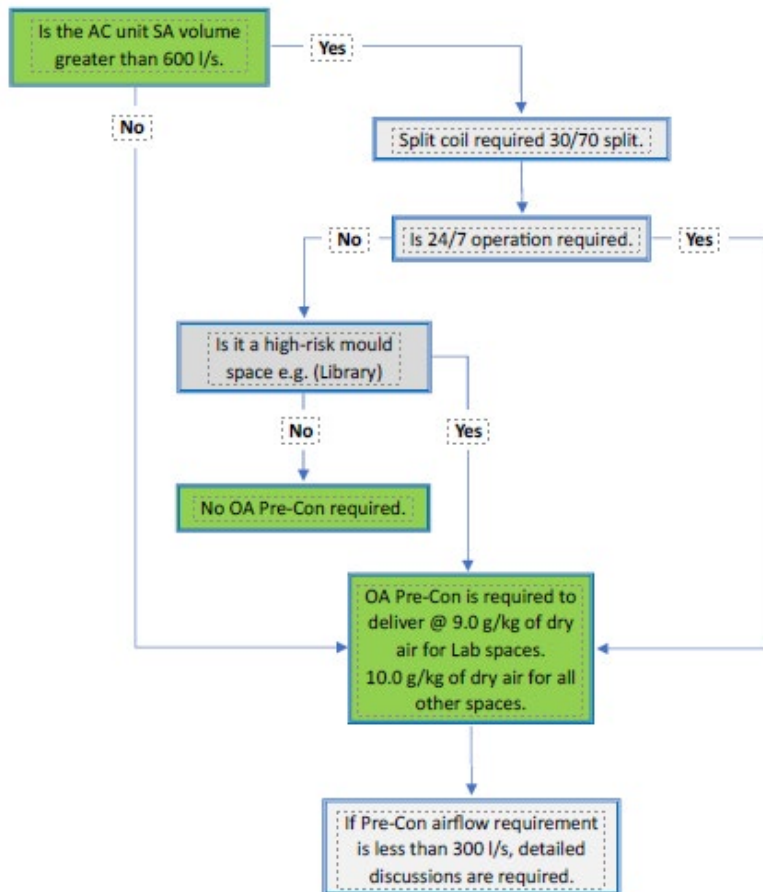 Is the AC unit SA volume
greater than 600 l/s.
Yes
No
Split coil required 30/70 split.
No
Is 24/7 operation required.
Yes
Is it a high-risk mould
space e.g. (Library)
No
Yes
No OA Pre-Con required.
OA Pre-Con is required to
deliver @ 9.0 g/kg of dry
air for Lab spaces.
10.0 g/kg of dry air for all
other spaces.
If Pre-Con airflow requirement
is less than 300 l/s, detailed
discussions are required.